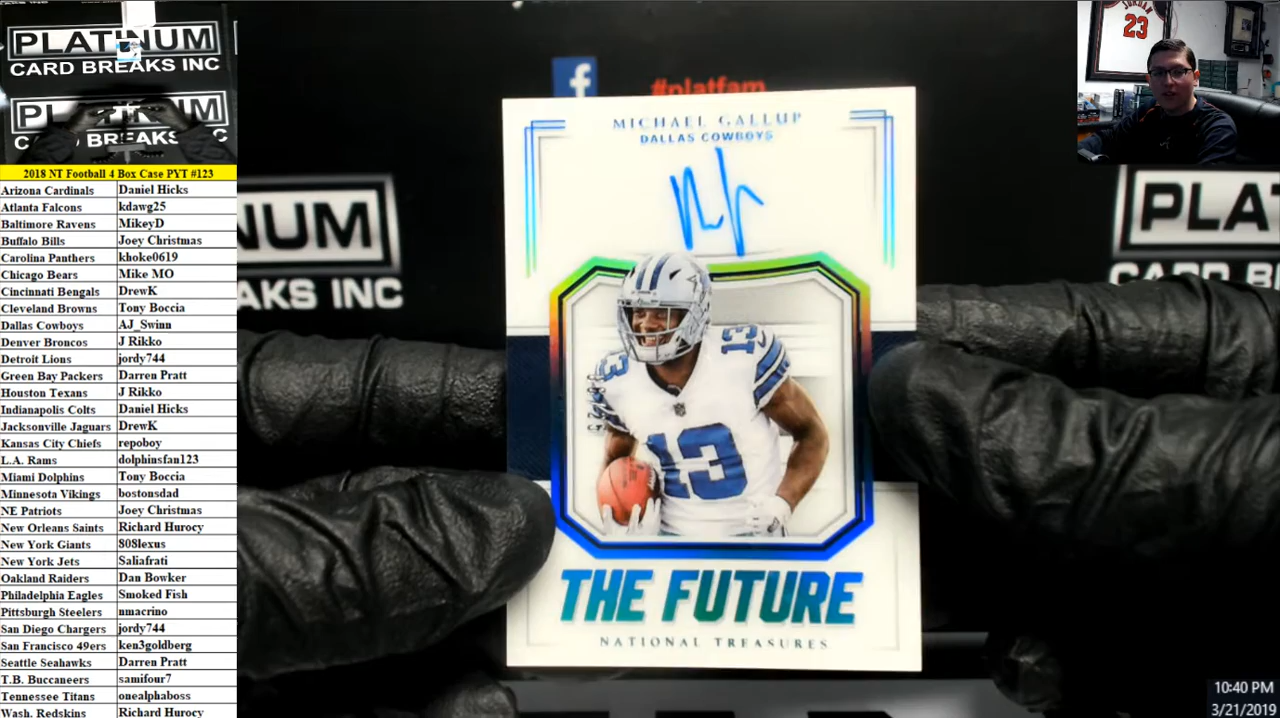 PLATINUM
CARD BREAKS INC
PLATINUM
CARD BREAKS INC
2018 NT Football 4 Box Case PYT #123
Arizona Cardinals Daniel Hicks
Atlanta Falcons kdawg25
Baltimore Ravens MikeyD
Buffalo Bills Joey Christmas
Carolina Panthers khoke0619
Chicago Bears Mike MO
Cincinnati Bengals DrewK
Cleveland Browns Tony Boccia
Dallas Cowboys AJ_Swinn
Denver Broncos J Rikko
Detroit Lions jordy744
Green Bay Packers Darren Pratt
Houston Texans J Rikko
Indianapolis Colts Daniel Hicks
Jacksonville Jaguars DrewK
Kansas City Chiefs repoboy
L.A. Rams dolphinsfan123
Miami Dolphins Tony Boccia
Minnesota Vikings bostonsdad
NE Patriots Joey Christmas
New Orleans Saints Richard Hurocy
New York Giants 808lexus
New York Jets Saliafrati
Oakland Raiders Dan Bowker
Philadelphia Eagles Smoked Fish
Pittsburgh Steelers nmacrino
San Diego Chargers jordy744
San Francisco 49ers ken3goldberg
Seattle Seahawks Darren Pratt
T.B. Buccaneers samifour7
Tennessee Titans onealphaboss
Wash. Redskins Richard Hurocy
f
#platfam
NUM
AKS INC
PLAT
CARD BREA
MICHAEL GALLUP
DALLAS COWBOYS
13
13
13
THE FUTURE
NATIONAL TREASURES
JORDAN
23
10:40 PM
3/21/2019